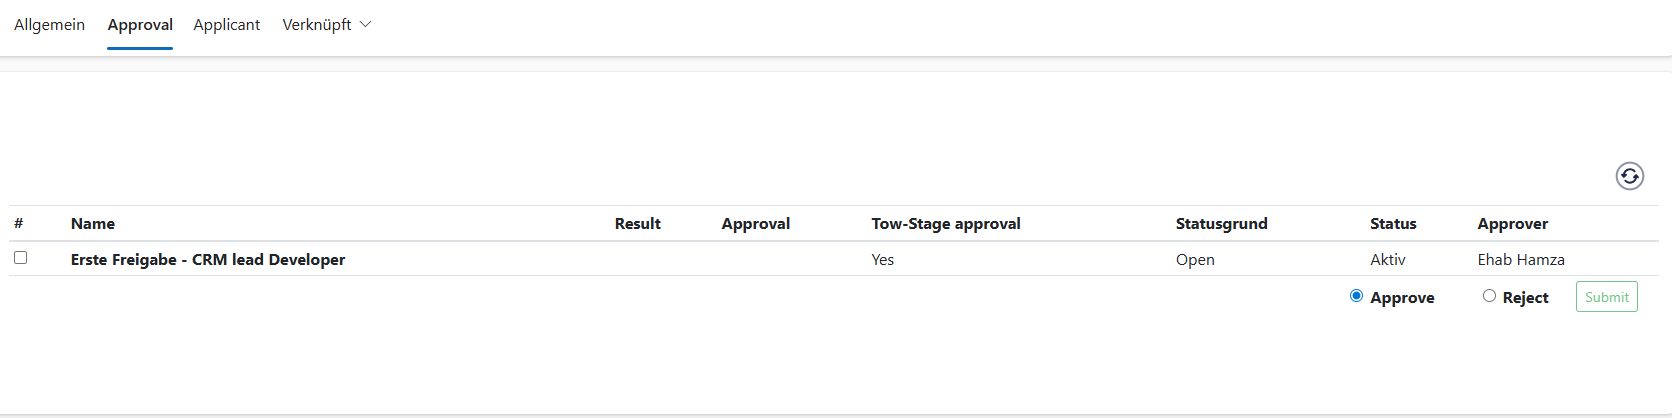 Allgemein Approval Applicant Verknüpft
# Name Result Approval Tow-Stage approval Statusgrund Status Approver
Erste Freigabe - CRM lead Developer Yes Open Aktiv Ehab Hamza
Approve Reject Submit